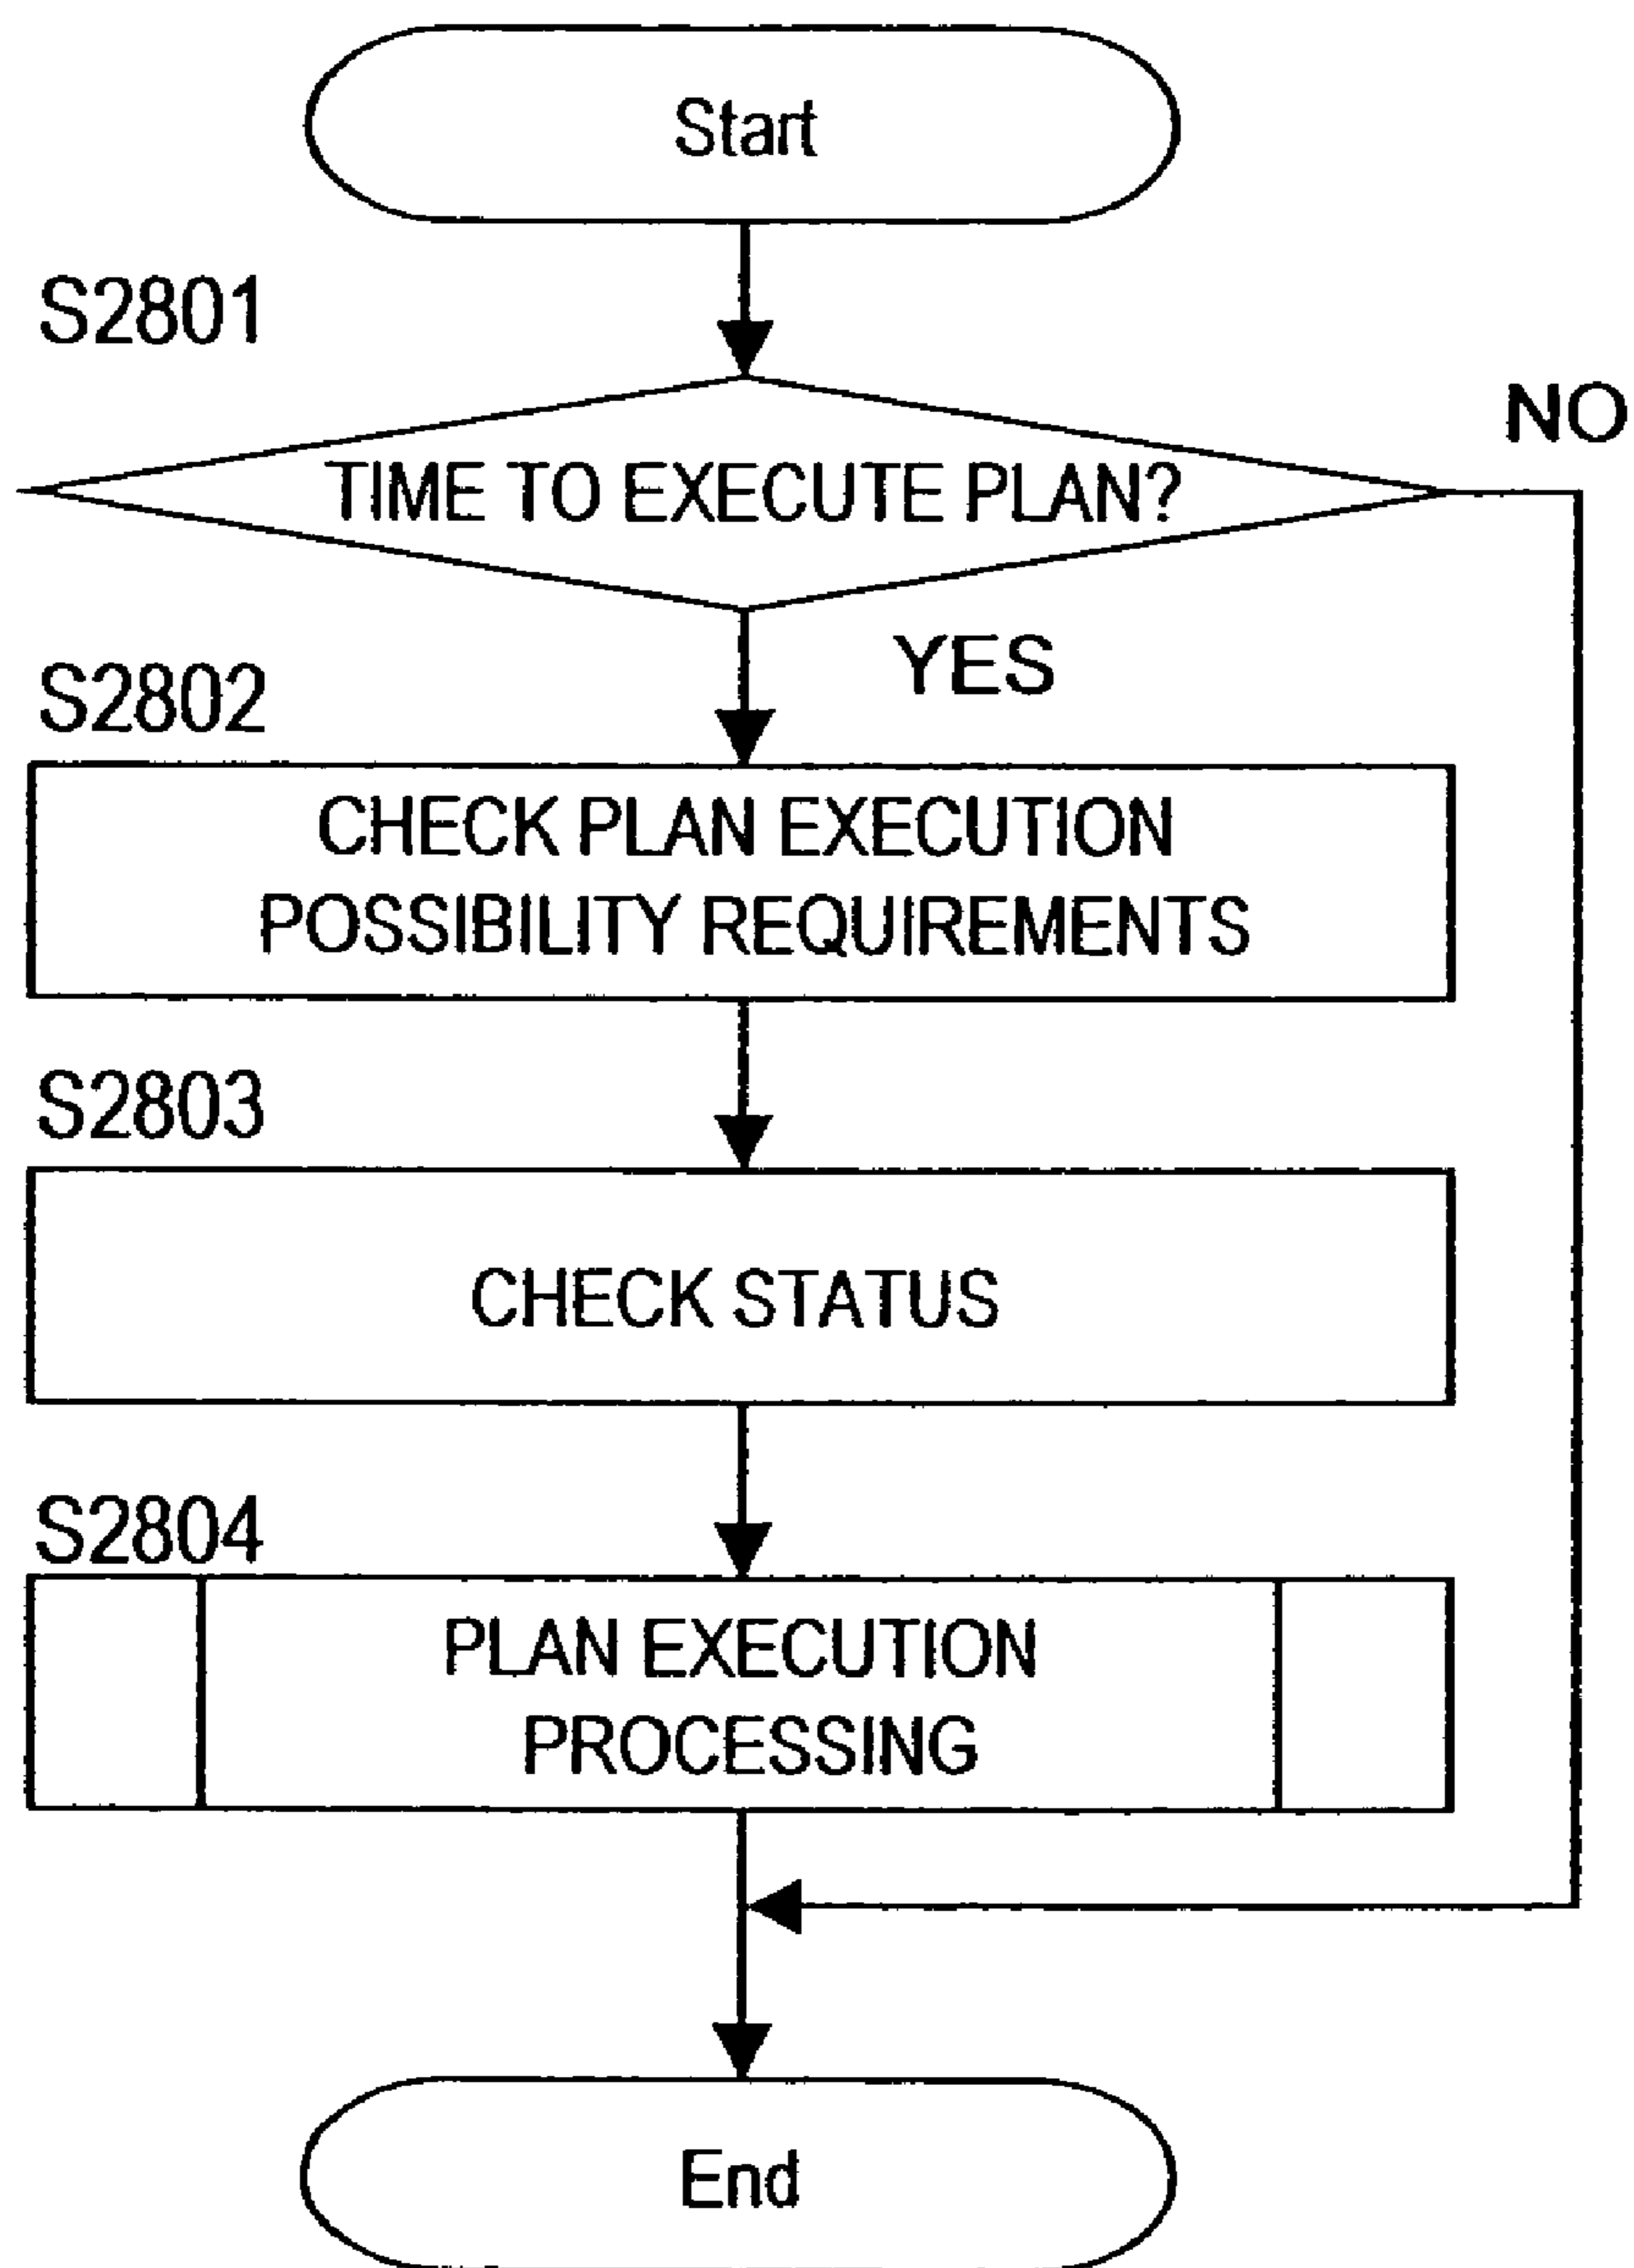 Start
S2801
NO
TIME TO EXECUTE PLAN?
YES
S2802
CHECK PLAN EXECUTION
POSSIBILITY REQUIREMENTS
S2803
CHECK STATUS
S2804
PLAN EXECUTION
PROCESSING
End